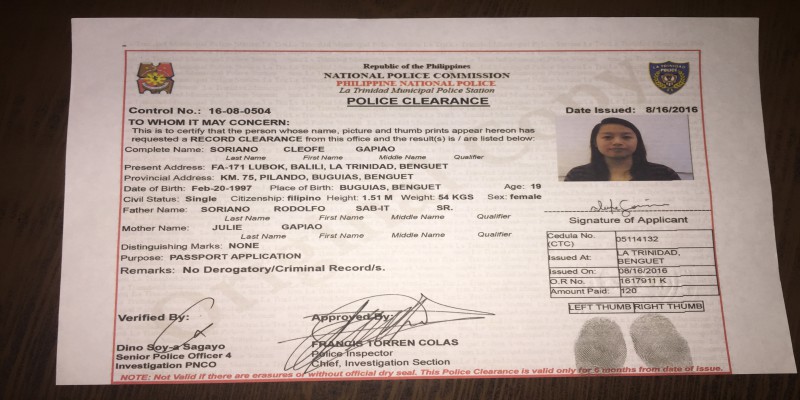 Republic of the Philippines
NATIONAL POLICE COMMISSION
PHILIPPINE NATIONAL POLICE
La Trinidad Municipal Police Station
POLICE CLEARANCE
Control No.: 16-08-0504
Date Issued: 8/16/2016
TO WHOM IT MAY CONCERN:
This is to certify that the person whose name, picture and thumb prints appear hereon has
requested a RECORD CLEARANCE from this office and the result(s) is / are listed below:
Complete Name: SORIANO CLEOFE GAPIAO
Last Name First Name Middle Name Qualifier
Present Address: FA-171 LUBOK, BALILI, LA TRINIDAD, BENGUET
Provincial Address: KM. 75, PILANDO, BUGUIAS, BENGUET
Date of Birth: Feb-20-1997 Place of Birth: BUGUIAS, BENGUET Age: 19
Civil Status: Single Citizenship: filipino Height: 1.51 M Weight: 54 KGS Sex: female
Father Name: SORIANO RODOLFO SAB-IT SR.
Last Name First Name Middle Name Qualifier
Mother Name: JULIE GAPIAO
Last Name First Name Middle Name Qualifier
Distinguishing Marks: NONE
Purpose: PASSPORT APPLICATION
Remarks: No Derogatory/Criminal Record/s.
Signature of Applicant
Cedula No. (CTC) 05114132
Issued At: LA TRINIDAD, BENGUET
Issued On: 08/16/2016
O.R No. 1617911 K
Amount Paid: 120
LEFT THUMB RIGHT THUMB
Verified By:
Dino Soy-a Sagayo
Senior Police Officer 4
Investigation PNCO
Approved By:
FRANCIS TORREN COLAS
Police Inspector
Chief, Investigation Section
NOTE: Not Valid if there are erasures or without official dry seal. This Police Clearance is valid only for 6 months from date of issue.